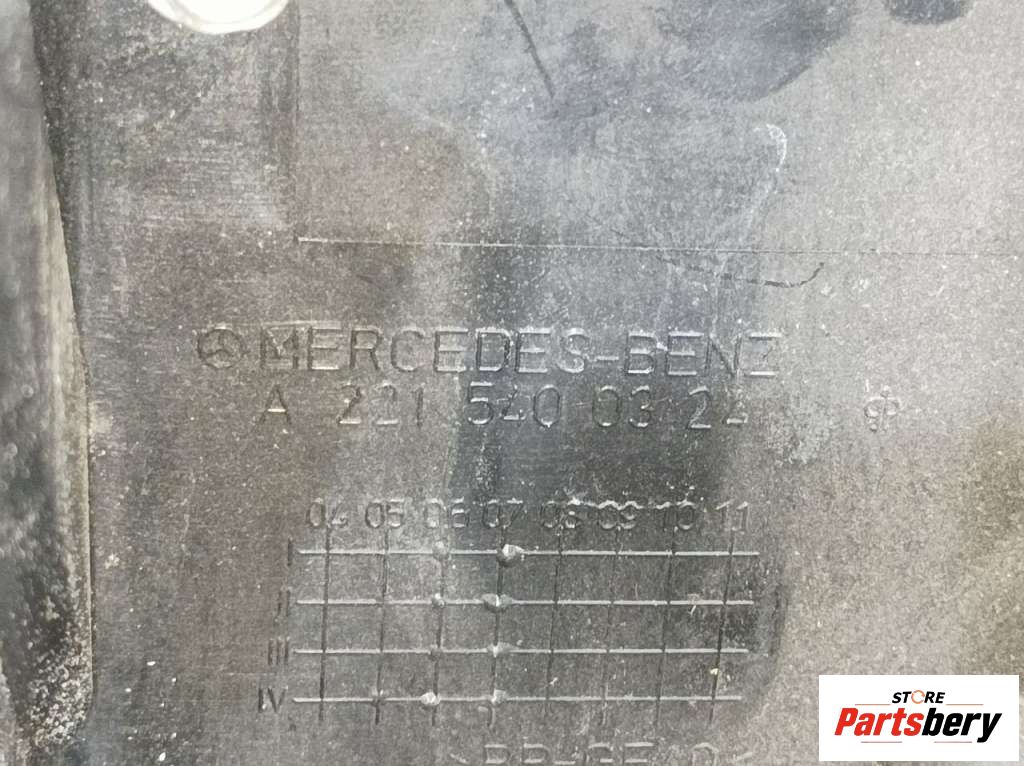 MERCEDES-BENZ
A 221 540 03 24
04 05 06 07 08 09 10 11
I
II
III
IV
STORE
Partsbery